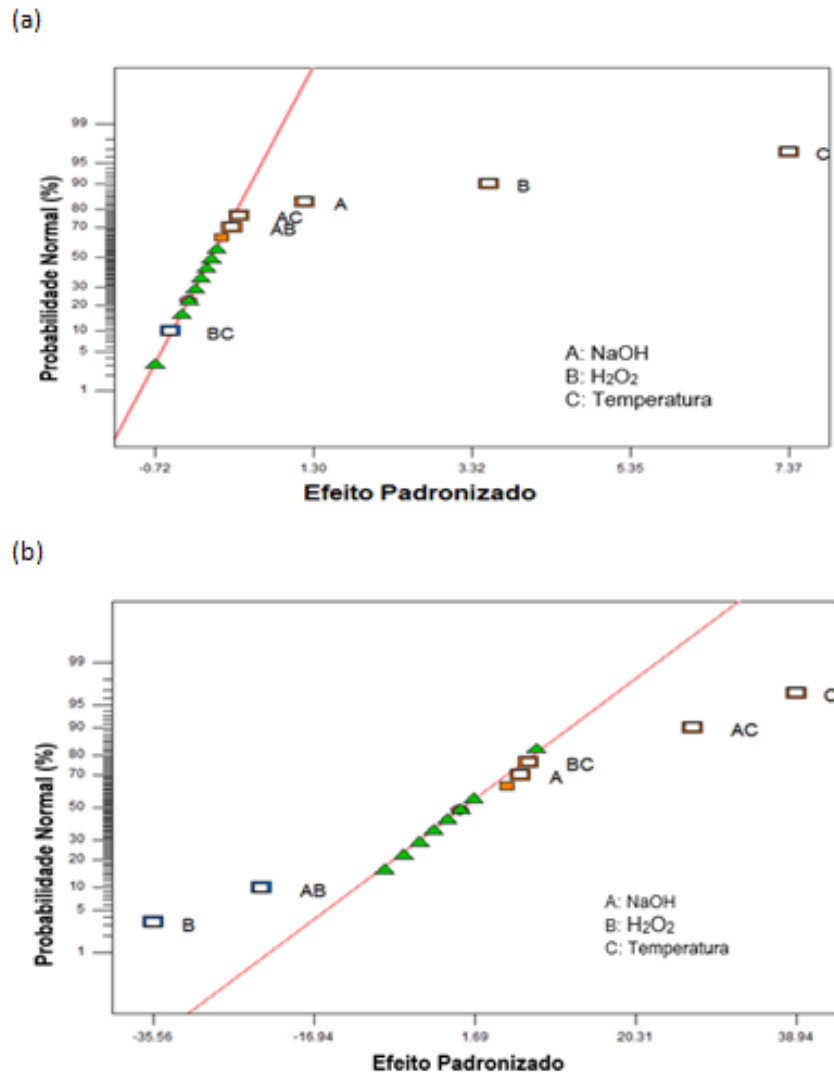 (a)
Probabilidade Normal (%)
99
95
90
80
70
50
30
20
10
5
1
C
B
A
AC
AB
BC
A: NaOH
B: H₂O₂
C: Temperatura
-0.72 1.30 3.32 5.35 7.37
Efeito Padronizado
(b)
Probabilidade Normal (%)
99
95
90
80
70
50
30
20
10
5
1
C
AC
BC
A
AB
B
A: NaOH
B: H₂O₂
C: Temperatura
-35.56 -16.94 1.69 20.31 38.94
Efeito Padronizado